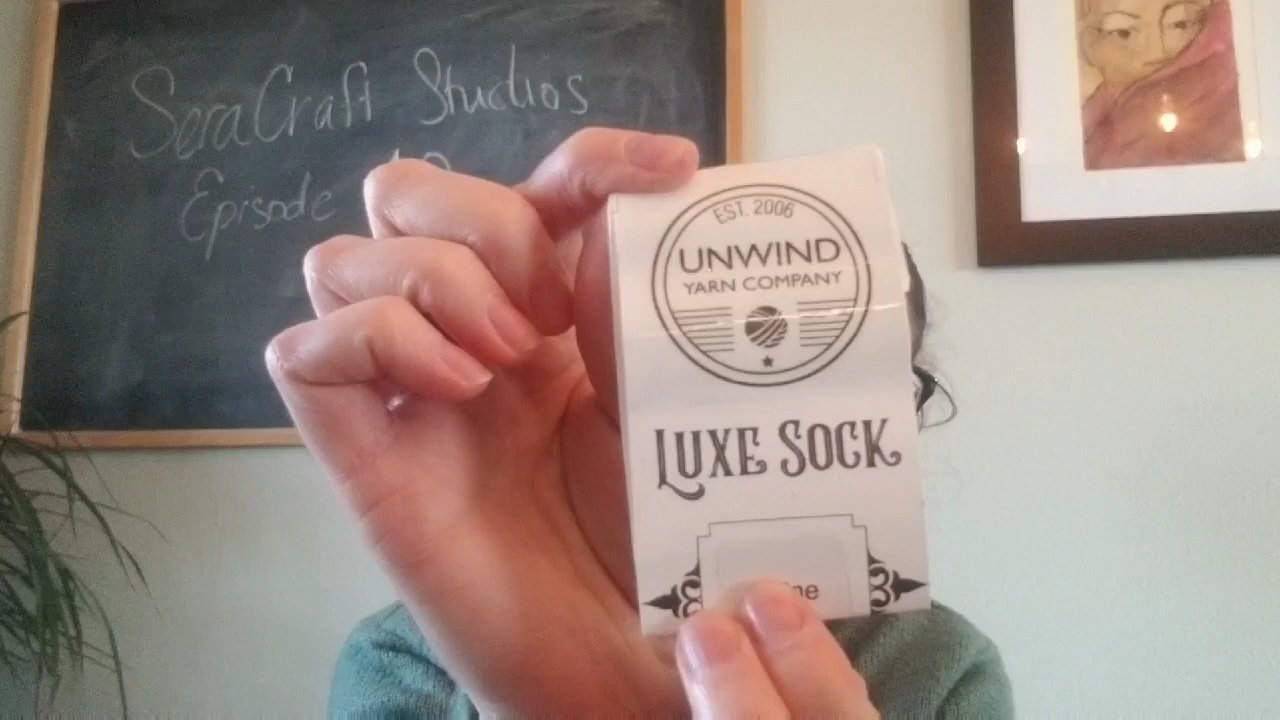 SeraCraft Studios
Episode
EST. 2006
UNWIND
YARN COMPANY
LUXE SOCK